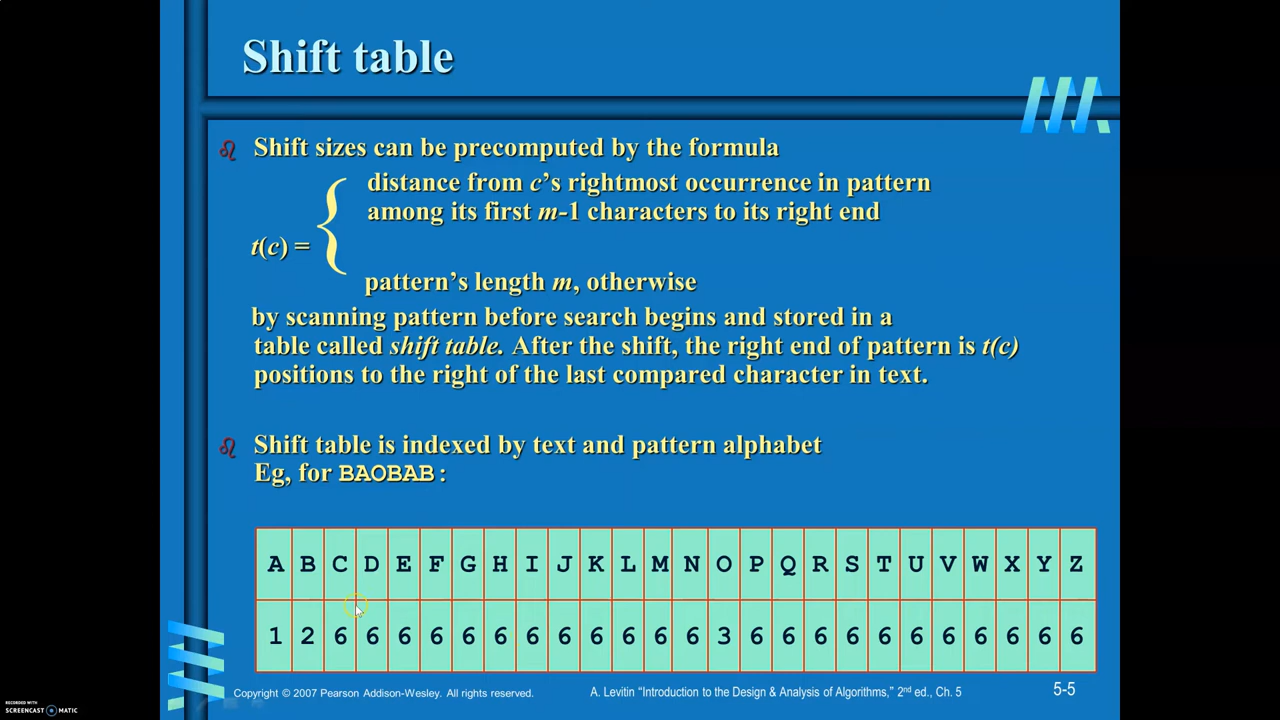 Shift table
Shift sizes can be precomputed by the formula
distance from c’s rightmost occurrence in pattern
among its first m-1 characters to its right end
t(c) =
pattern’s length m, otherwise
by scanning pattern before search begins and stored in a
table called shift table. After the shift, the right end of pattern is t(c)
positions to the right of the last compared character in text.
Shift table is indexed by text and pattern alphabet
Eg, for BAOBAB:
A B C D E F G H I J K L M N O P Q R S T U V W X Y Z
1 2 6 6 6 6 6 6 6 6 6 6 6 6 3 6 6 6 6 6 6 6 6 6 6 6
Copyright © 2007 Pearson Addison-Wesley. All rights reserved.
A. Levitin “Introduction to the Design & Analysis of Algorithms,” 2nd ed., Ch. 5
5-5
RECORDED WITH
SCREENCAST MATIC